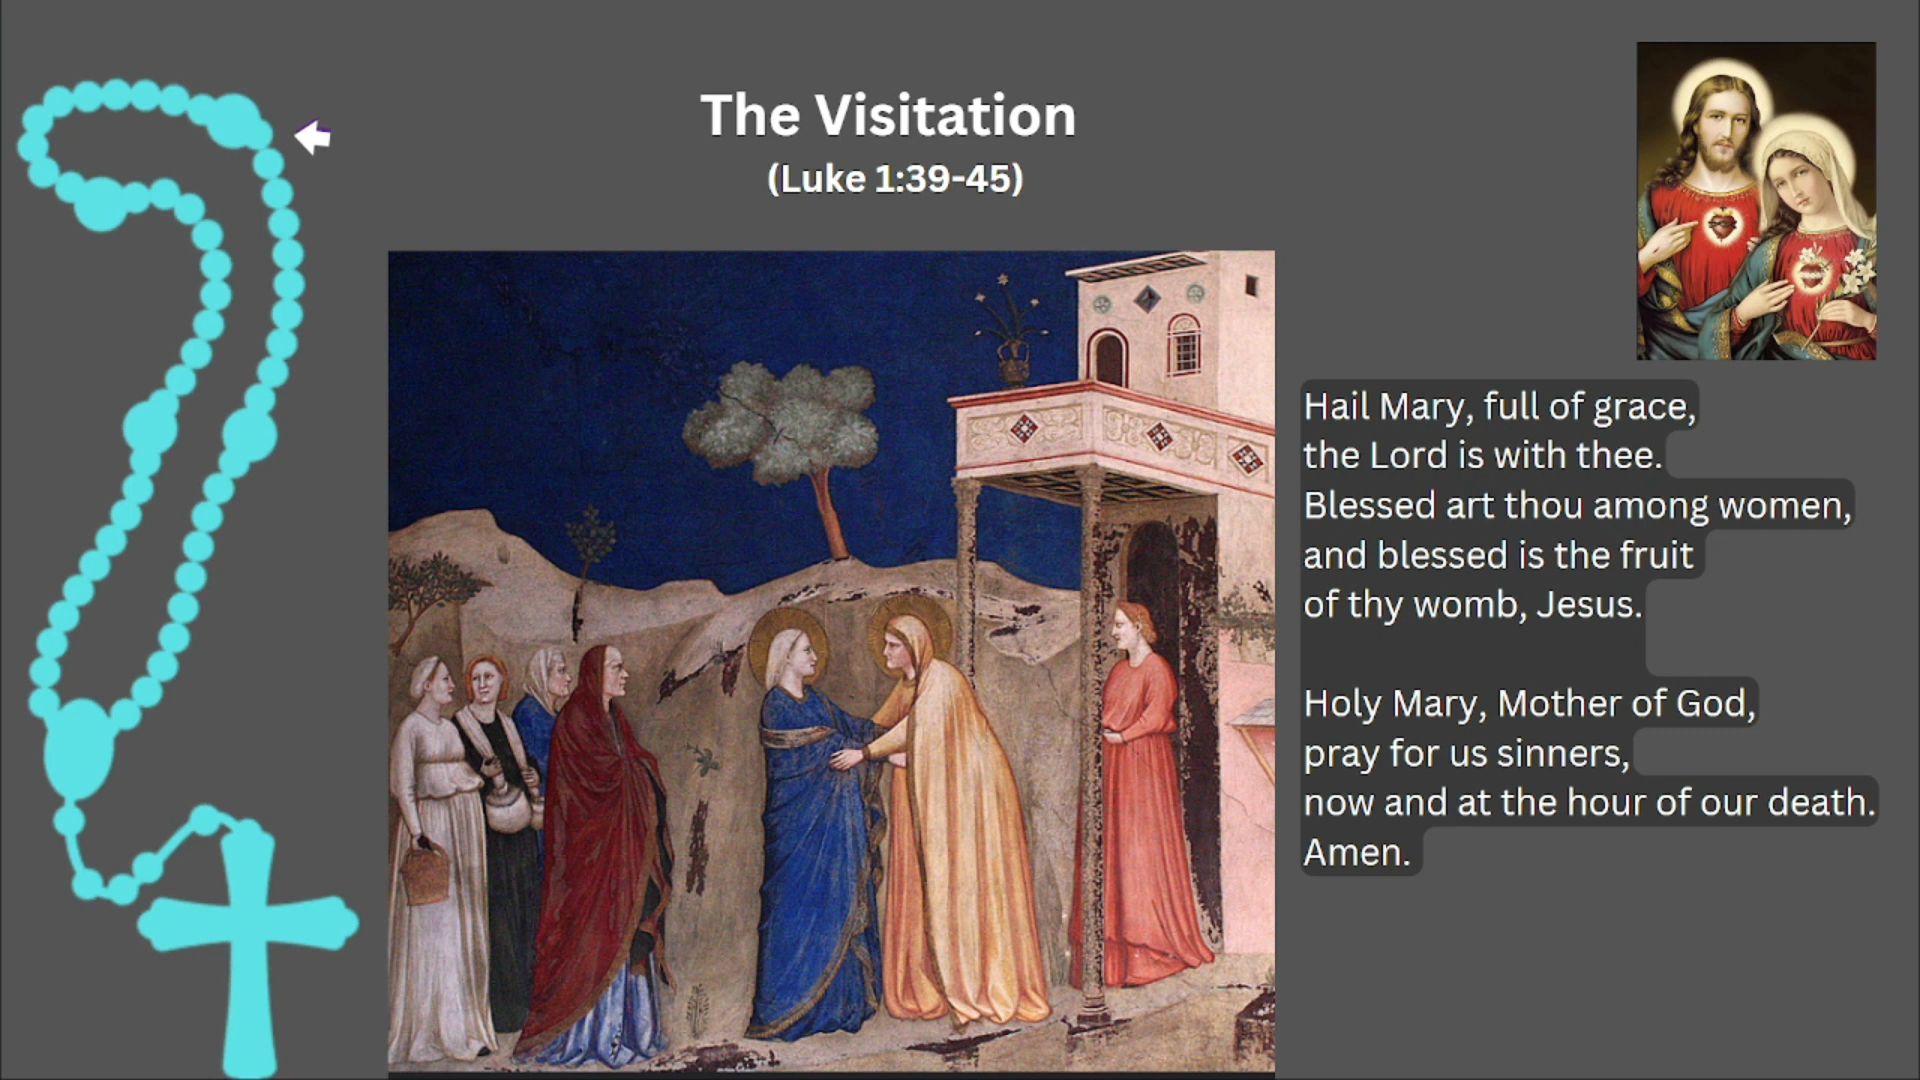 The Visitation
(Luke 1:39-45)
Hail Mary, full of grace,
the Lord is with thee.
Blessed art thou among women,
and blessed is the fruit
of thy womb, Jesus.
Holy Mary, Mother of God,
pray for us sinners,
now and at the hour of our death.
Amen.